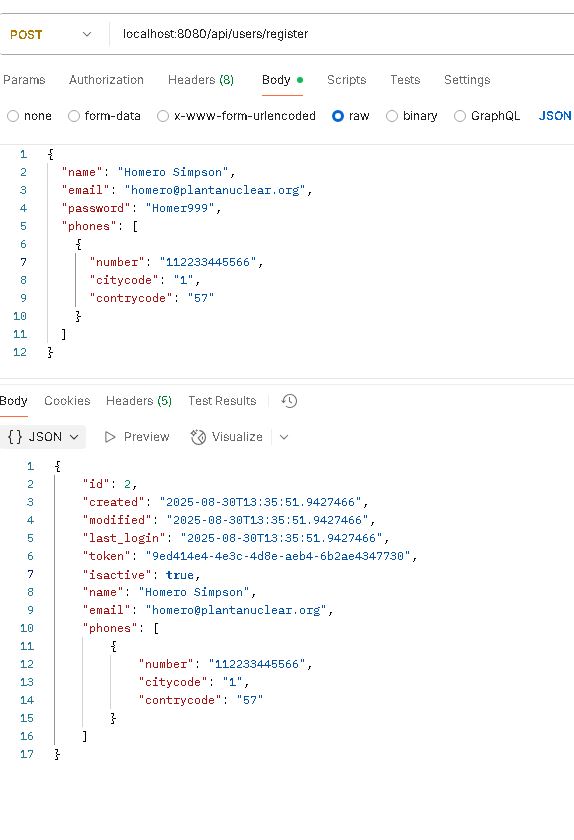 POST localhost:8080/api/users/register
Params Authorization Headers (8) Body Scripts Tests Settings
none form-data x-www-form-urlencoded raw binary GraphQL JSON
1 {
2 "name": "Homero Simpson",
3 "email": "homero@plantanuclear.org",
4 "password": "Homer999",
5 "phones": [
6 {
7 "number": "112233445566",
8 "citycode": "1",
9 "contrycode": "57"
10 }
11 ]
12 }
Body Cookies Headers (5) Test Results
{} JSON Preview Visualize
1 {
2 "id": 2,
3 "created": "2025-08-30T13:35:51.9427466",
4 "modified": "2025-08-30T13:35:51.9427466",
5 "last_login": "2025-08-30T13:35:51.9427466",
6 "token": "9ed414e4-4e3c-4d8e-aeb4-6b2ae4347730",
7 "isactive": true,
8 "name": "Homero Simpson",
9 "email": "homero@plantanuclear.org",
10 "phones": [
11 {
12 "number": "112233445566",
13 "citycode": "1",
14 "contrycode": "57"
15 }
16 ]
17 }